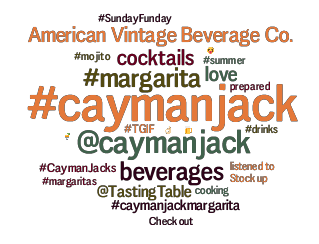 #SundayFunday
American Vintage Beverage Co.
#mojito cocktails #summer
#margarita love
prepared
#caymanjack
#TGIF #drinks
@caymanjack
#CaymanJacks beverages listened to
#margaritas Stock up
@TastingTable cooking
#caymanjackmargarita
Check out